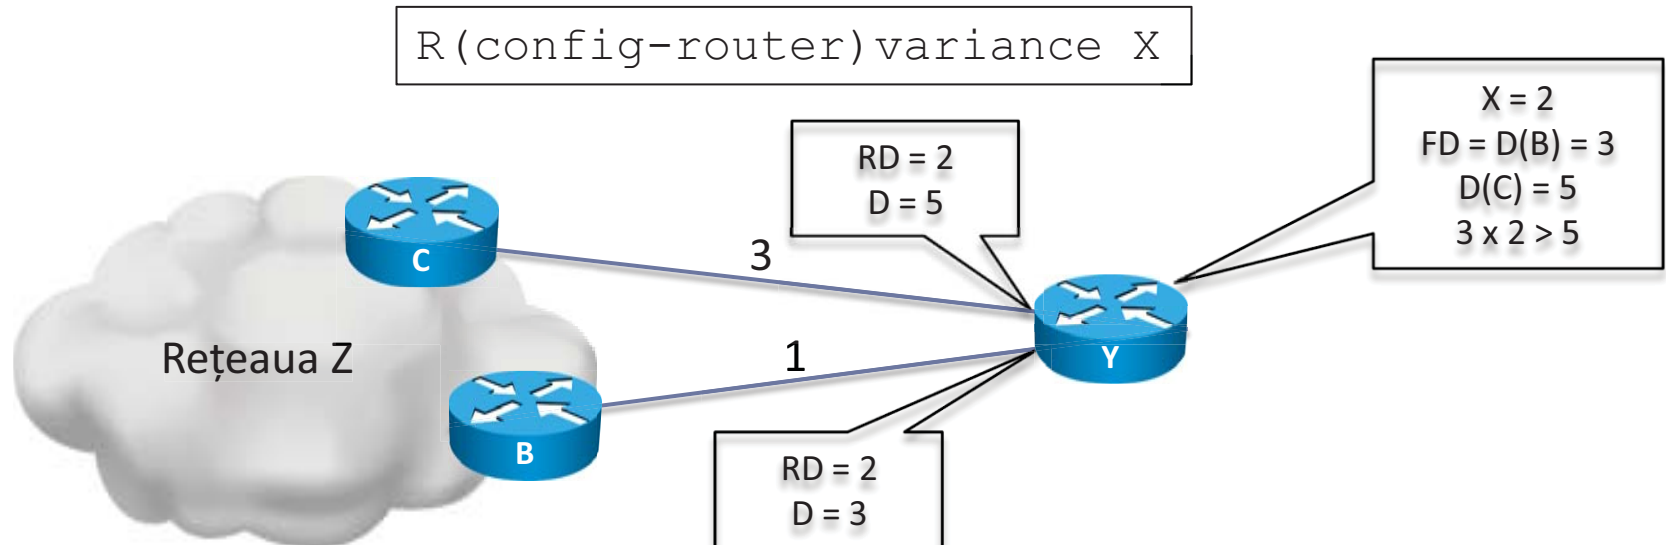 R(config-router)variance X
X = 2
FD = D(B) = 3
D(C) = 5
3 x 2 > 5
RD = 2
D = 5
C
3
Rețeaua Z
1
Y
B
RD = 2
D = 3